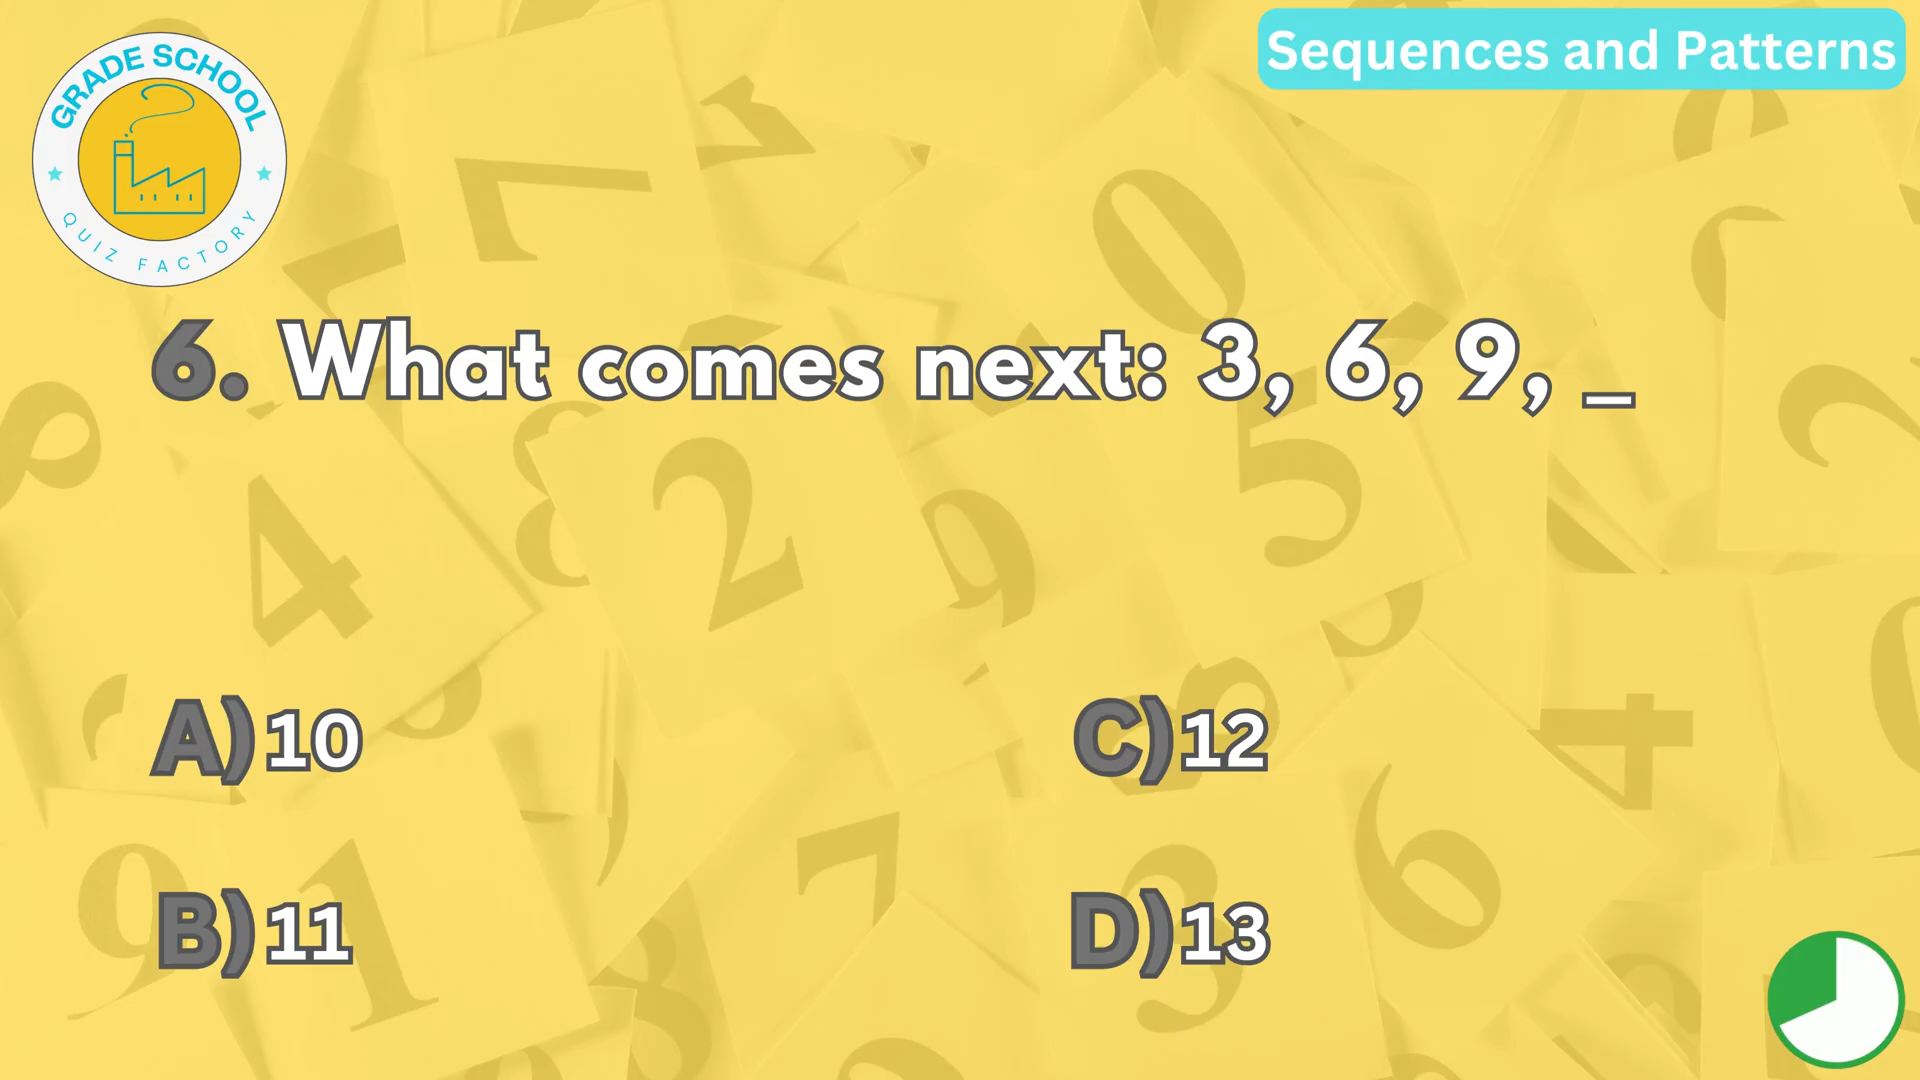 GRADE SCHOOL
QUIZ FACTORY
Sequences and Patterns
6. What comes next: 3, 6, 9, _
A) 10
B) 11
C) 12
D) 13